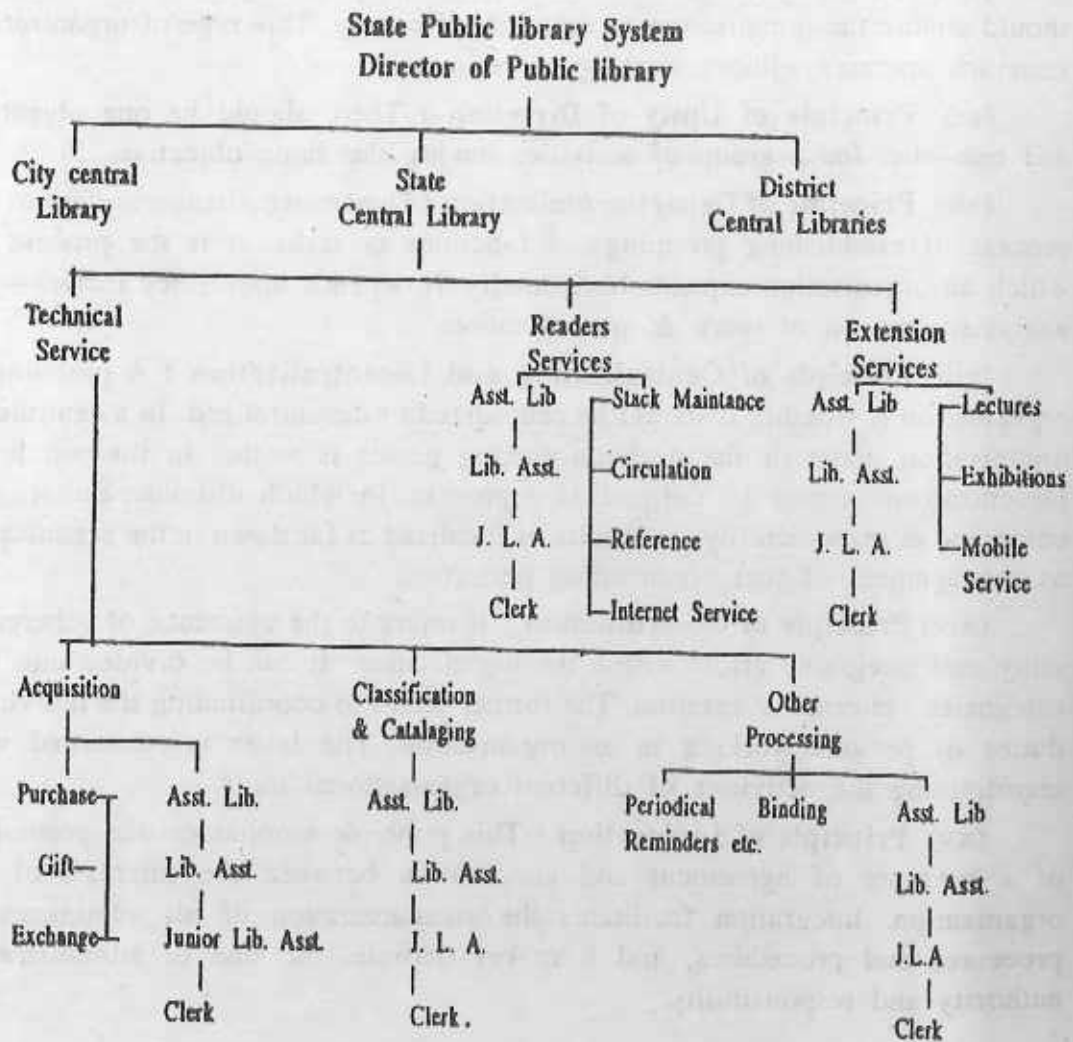 State Public library System
Director of Public library
City central
Library
State
Central Library
District
Central Libraries
Technical
Service
Readers
Services
Extension
Services
Asst. Lib
Stack Maintance
Asst. Lib
Lectures
Lib. Asst.
Circulation
Lib. Asst.
Exhibitions
J. L. A.
Reference
J. L. A.
Mobile
Service
Clerk
Internet Service
Clerk
Acquisition
Classification
& Catalaging
Other
Processing
Purchase
Asst. Lib.
Asst. Lib.
Periodical
Reminders etc.
Binding
Asst. Lib
Gift
Lib. Asst.
Lib. Asst.
Lib. Asst.
Exchange
Junior Lib. Asst.
J. L. A.
J.L.A
Clerk
Clerk.
Clerk